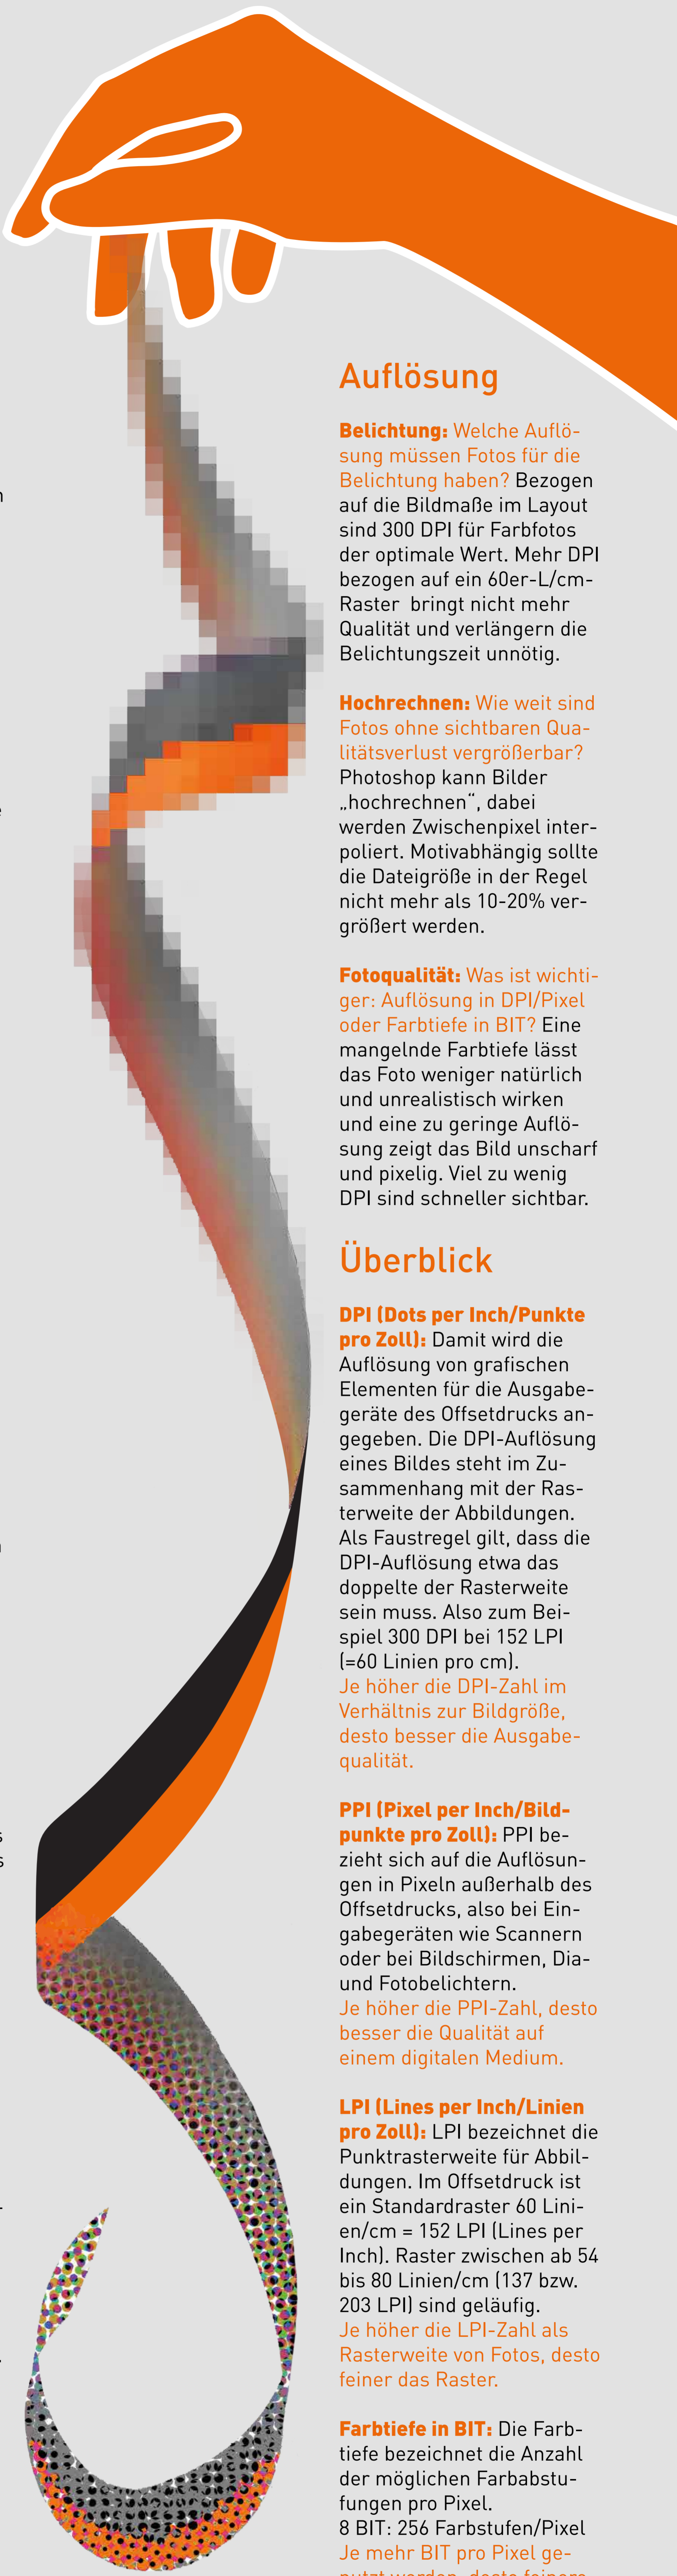 Auflösung
Belichtung: Welche Auflö-
sung müssen Fotos für die
Belichtung haben? Bezogen
auf die Bildmaße im Layout
sind 300 DPI für Farbfotos
der optimale Wert. Mehr DPI
bezogen auf ein 60er-L/cm-
Raster bringt nicht mehr
Qualität und verlängern die
Belichtungszeit unnötig.
Hochrechnen: Wie weit sind
Fotos ohne sichtbaren Qua-
litätsverlust vergrößerbar?
Photoshop kann Bilder
„hochrechnen“, dabei
werden Zwischenpixel inter-
poliert. Motivabhängig sollte
die Dateigröße in der Regel
nicht mehr als 10-20% ver-
größert werden.
Fotoqualität: Was ist wichti-
ger: Auflösung in DPI/Pixel
oder Farbtiefe in BIT? Eine
mangelnde Farbtiefe lässt
das Foto weniger natürlich
und unrealistisch wirken
und eine zu geringe Auflö-
sung zeigt das Bild unscharf
und pixelig. Viel zu wenig
DPI sind schneller sichtbar.
Überblick
DPI (Dots per Inch/Punkte
pro Zoll): Damit wird die
Auflösung von grafischen
Elementen für die Ausgabe-
geräte des Offsetdrucks an-
gegeben. Die DPI-Auflösung
eines Bildes steht im Zu-
sammenhang mit der Ras-
terweite der Abbildungen.
Als Faustregel gilt, dass die
DPI-Auflösung etwa das
doppelte der Rasterweite
sein muss. Also zum Bei-
spiel 300 DPI bei 152 LPI
(=60 Linien pro cm).
Je höher die DPI-Zahl im
Verhältnis zur Bildgröße,
desto besser die Ausgabe-
qualität.
PPI (Pixel per Inch/Bild-
punkte pro Zoll): PPI be-
zieht sich auf die Auflösun-
gen in Pixeln außerhalb des
Offsetdrucks, also bei Ein-
gabegeräten wie Scannern
oder bei Bildschirmen, Dia-
und Fotobelichtern.
Je höher die PPI-Zahl, desto
besser die Qualität auf
einem digitalen Medium.
LPI (Lines per Inch/Linien
pro Zoll): LPI bezeichnet die
Punktrasterweite für Abbil-
dungen. Im Offsetdruck ist
ein Standardraster 60 Lini-
en/cm = 152 LPI (Lines per
Inch). Raster zwischen ab 54
bis 80 Linien/cm (137 bzw.
203 LPI) sind geläufig.
Je höher die LPI-Zahl als
Rasterweite von Fotos, desto
feiner das Raster.
Farbtiefe in BIT: Die Farb-
tiefe bezeichnet die Anzahl
der möglichen Farbabstu-
fungen pro Pixel.
8 BIT: 256 Farbstufen/Pixel
Je mehr BIT pro Pixel ge-